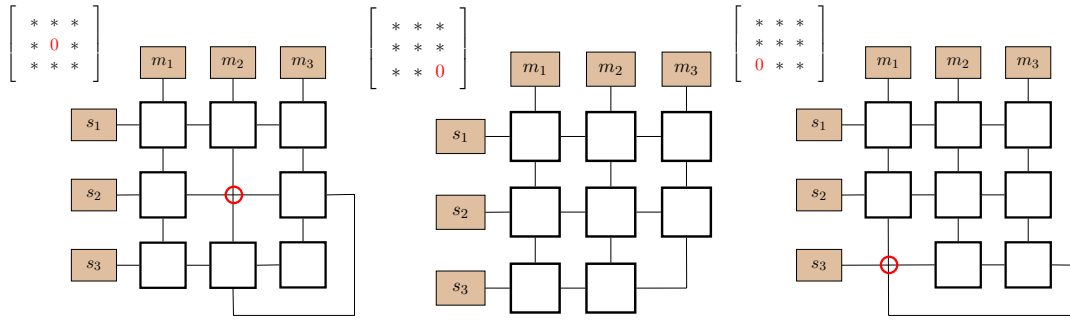 * * *
* 0 *
* * *
m₁ m₂ m₃
s₁
s₂
s₃
* * *
* * *
* * 0
m₁ m₂ m₃
s₁
s₂
s₃
* * *
* * *
0 * *
m₁ m₂ m₃
s₁
s₂
s₃